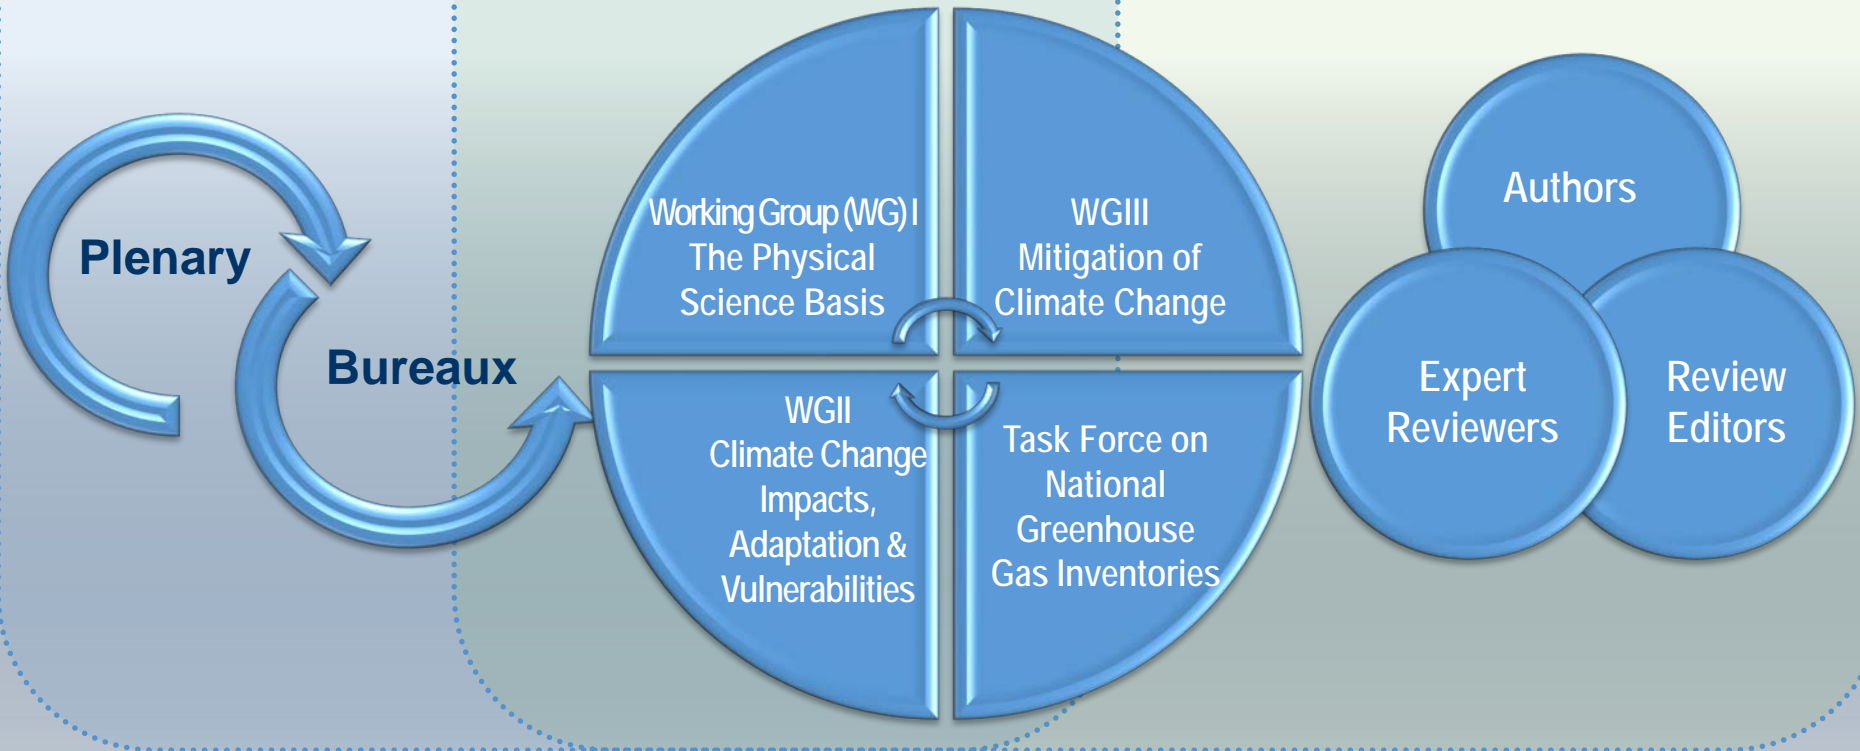 Plenary
Bureaux
Working Group (WG) I
The Physical
Science Basis
WGIII
Mitigation of
Climate Change
WGII
Climate Change
Impacts,
Adaptation &
Vulnerabilities
Task Force on
National
Greenhouse
Gas Inventories
Authors
Expert
Reviewers
Review
Editors